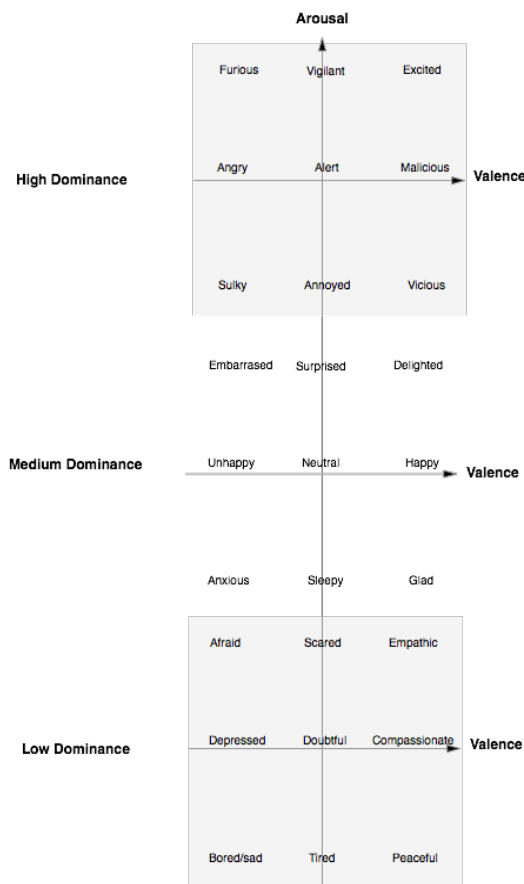 Arousal
Furious Vigilant Excited
High Dominance Angry Alert Malicious Valence
Sulky Annoyed Vicious
Embarrased Surprised Delighted
Medium Dominance Unhappy Neutral Happy Valence
Anxious Sleepy Glad
Afraid Scared Empathic
Low Dominance Depressed Doubtful Compassionate Valence
Bored/sad Tired Peaceful